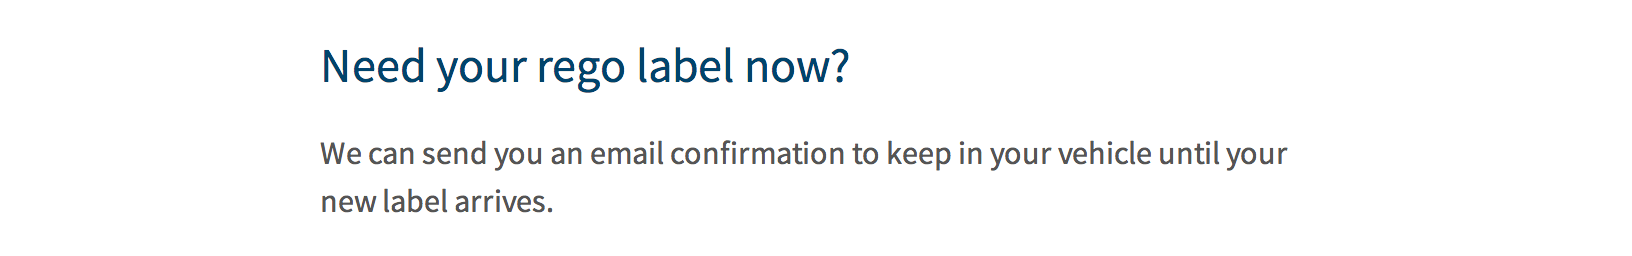 Need your rego label now?
We can send you an email confirmation to keep in your vehicle until your
new label arrives.